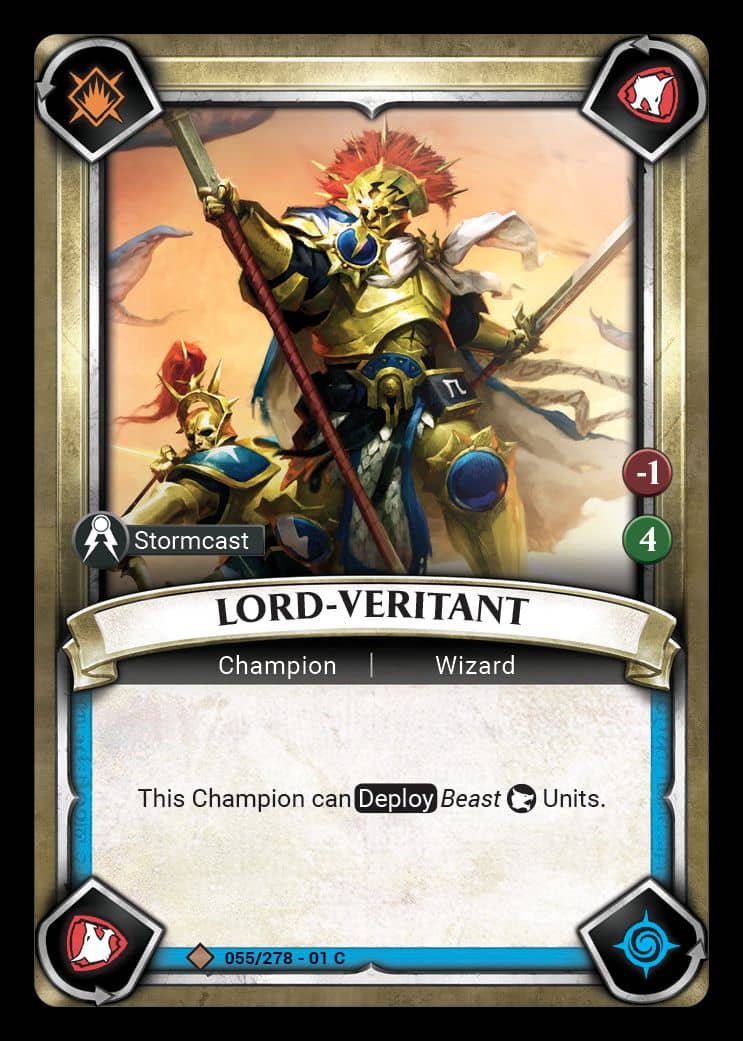 -1
Stormcast
4
LORD-VERITANT
Champion | Wizard
This Champion can Deploy Beast Units.
055/278 - 01 C